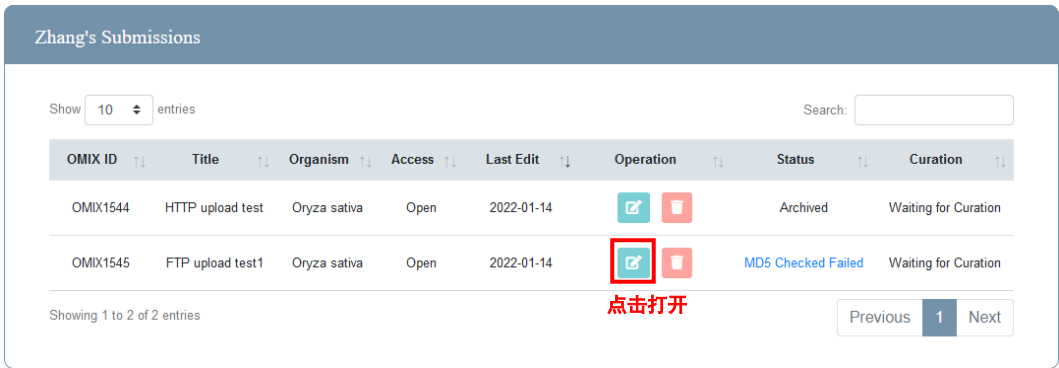 Zhang's Submissions
Show 10 entries Search:
OMIX ID Title Organism Access Last Edit Operation Status Curation
OMIX1544 HTTP upload test Oryza sativa Open 2022-01-14 Archived Waiting for Curation
OMIX1545 FTP upload test1 Oryza sativa Open 2022-01-14 MD5 Checked Failed Waiting for Curation
点击打开
Showing 1 to 2 of 2 entries Previous 1 Next